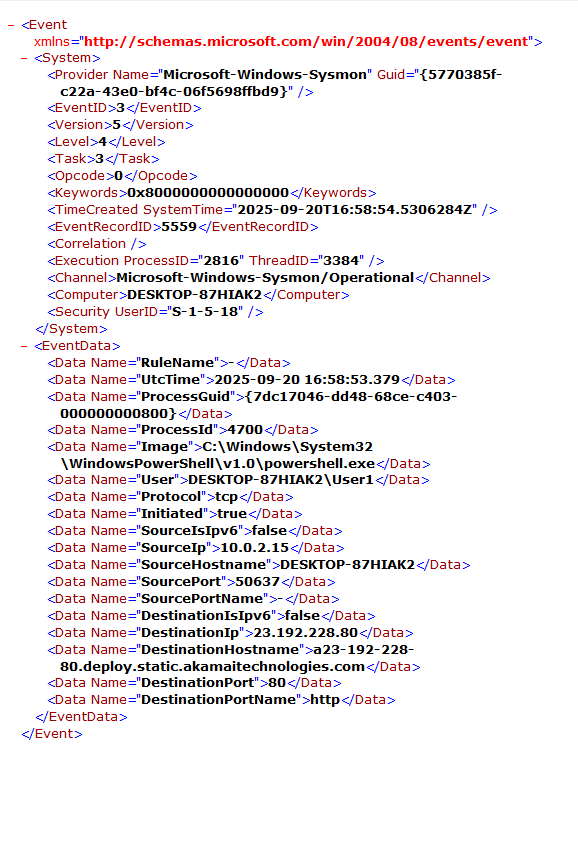 − <Event
xmlns="http://schemas.microsoft.com/win/2004/08/events/event">
− <System>
<Provider Name="Microsoft-Windows-Sysmon" Guid="{5770385f-
c22a-43e0-bf4c-06f5698ffbd9}" />
<EventID>3</EventID>
<Version>5</Version>
<Level>4</Level>
<Task>3</Task>
<Opcode>0</Opcode>
<Keywords>0x8000000000000000</Keywords>
<TimeCreated SystemTime="2025-09-20T16:58:54.5306284Z" />
<EventRecordID>5559</EventRecordID>
<Correlation />
<Execution ProcessID="2816" ThreadID="3384" />
<Channel>Microsoft-Windows-Sysmon/Operational</Channel>
<Computer>DESKTOP-87HIAK2</Computer>
<Security UserID="S-1-5-18" />
</System>
− <EventData>
<Data Name="RuleName">-</Data>
<Data Name="UtcTime">2025-09-20 16:58:53.379</Data>
<Data Name="ProcessGuid">{7dc17046-dd48-68ce-c403-
000000000800}</Data>
<Data Name="ProcessId">4700</Data>
<Data Name="Image">C:\Windows\System32
\WindowsPowerShell\v1.0\powershell.exe</Data>
<Data Name="User">DESKTOP-87HIAK2\User1</Data>
<Data Name="Protocol">tcp</Data>
<Data Name="Initiated">true</Data>
<Data Name="SourceIsIpv6">false</Data>
<Data Name="SourceIp">10.0.2.15</Data>
<Data Name="SourceHostname">DESKTOP-87HIAK2</Data>
<Data Name="SourcePort">50637</Data>
<Data Name="SourcePortName">-</Data>
<Data Name="DestinationIsIpv6">false</Data>
<Data Name="DestinationIp">23.192.228.80</Data>
<Data Name="DestinationHostname">a23-192-228-
80.deploy.static.akamaitechnologies.com</Data>
<Data Name="DestinationPort">80</Data>
<Data Name="DestinationPortName">http</Data>
</EventData>
</Event>